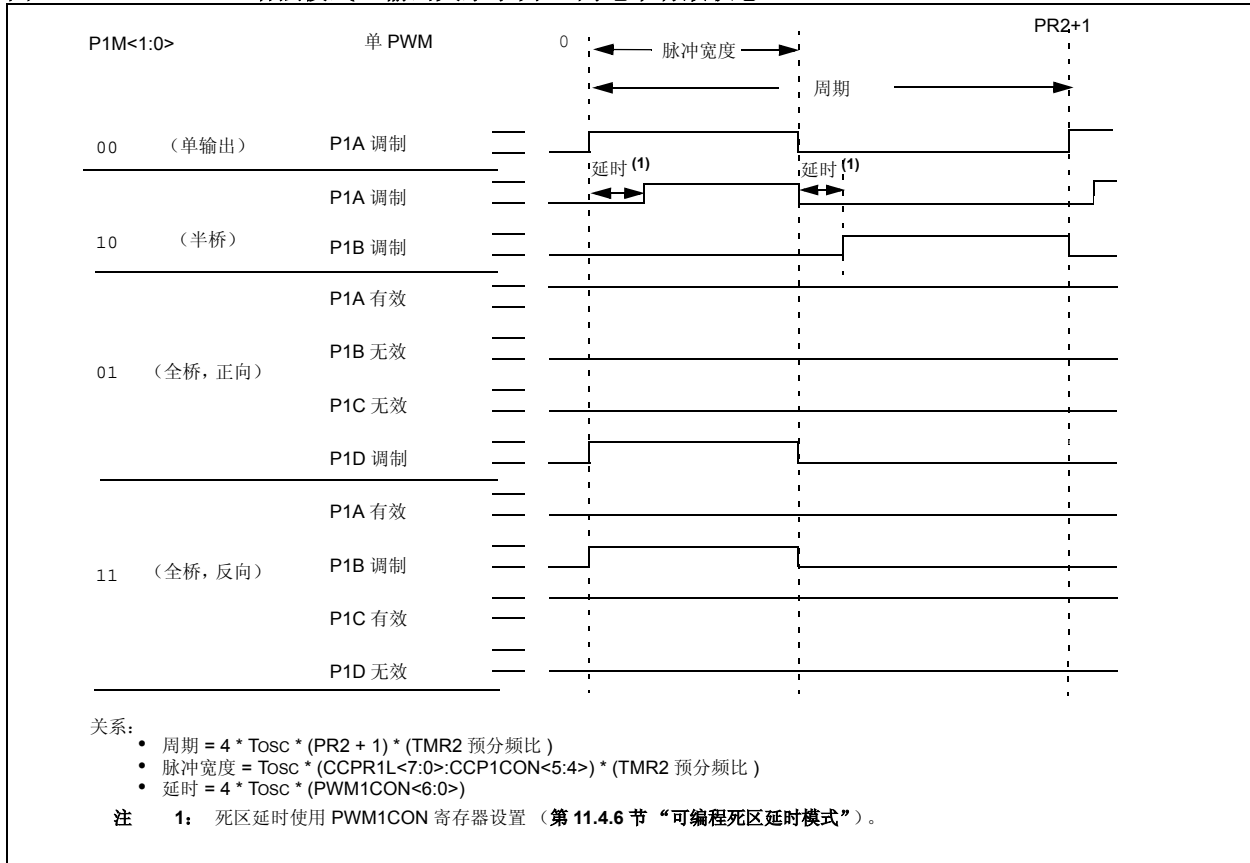 P1M<1:0> 单 PWM 0 脉冲宽度 PR2+1
周期
00 （单输出） P1A 调制
延时 (1) 延时 (1)
P1A 调制
10 （半桥） P1B 调制
P1A 有效
P1B 无效
01 （全桥，正向）
P1C 无效
P1D 调制
P1A 有效
11 （全桥，反向） P1B 调制
P1C 有效
P1D 无效
关系：
• 周期 = 4 * TOSC * (PR2 + 1) * (TMR2 预分频比 )
• 脉冲宽度 = TOSC * (CCPR1L<7:0>:CCP1CON<5:4>) * (TMR2 预分频比 )
• 延时 = 4 * TOSC * (PWM1CON<6:0>)
注 1： 死区延时使用 PWM1CON 寄存器设置 （第 11.4.6 节 “可编程死区延时模式”）。